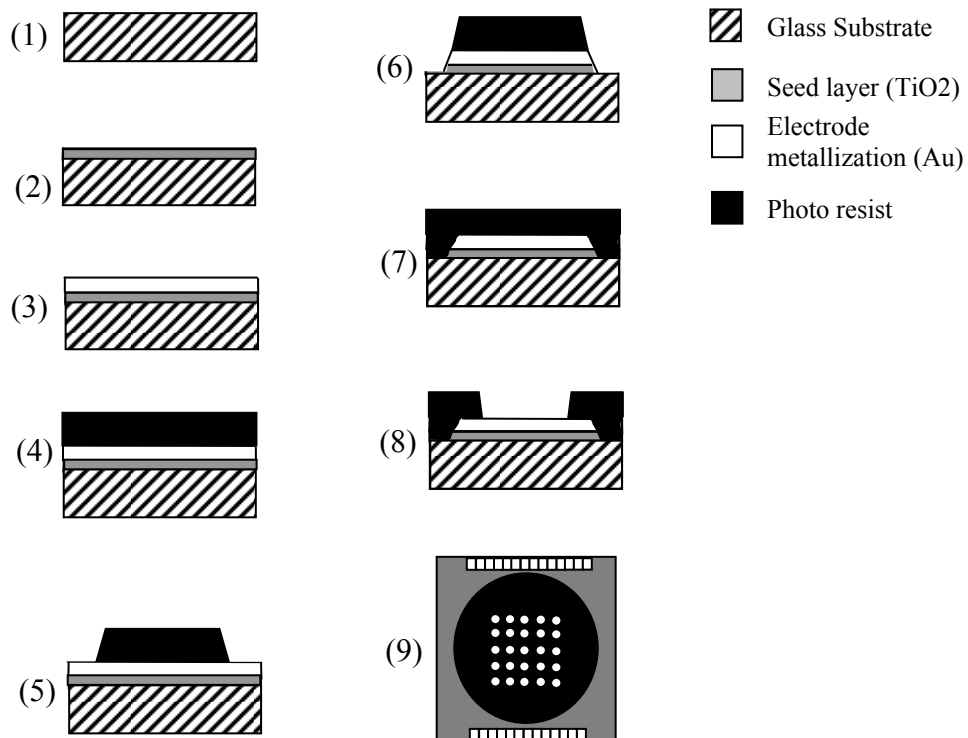 (1)
(2)
(3)
(4)
(5)
(6)
(7)
(8)
(9)
Glass Substrate
Seed layer (TiO2)
Electrode
metallization (Au)
Photo resist